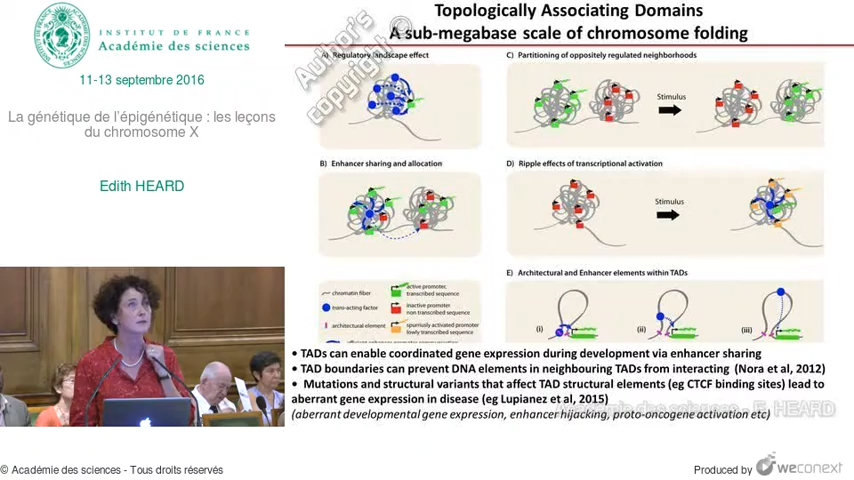 INSTITUT DE FRANCE
Académie des sciences
11-13 septembre 2016
La génétique de l'épigénétique : les leçons
du chromosome X
Edith HEARD
Topologically Associating Domains
A sub-megabase scale of chromosome folding
Author's
copyright ©
A) Regulatory landscape effect
C) Partitioning of oppositely regulated neighborhoods
Stimulus
B) Enhancer sharing and allocation
D) Ripple effects of transcriptional activation
Stimulus
E) Architectural and Enhancer elements within TADs
chromatin fiber
active promoter,
transcribed sequence
trans-acting factor
inactive promoter
non transcribed sequence
architectural element
spuriously activated promoter
lowly transcribed sequence
(i)
(ii)
(iii)
• TADs can enable coordinated gene expression during development via enhancer sharing
• TAD boundaries can prevent DNA elements in neighbouring TADs from interacting (Nora et al, 2012)
• Mutations and structural variants that affect TAD structural elements (eg CTCF binding sites) lead to
aberrant gene expression in disease (eg Lupianez et al, 2015)
Académie des sciences - E. HEARD
(aberrant developmental gene expression, enhancer hijacking, proto-oncogene activation etc)
© Académie des sciences - Tous droits réservés
Produced by weconext